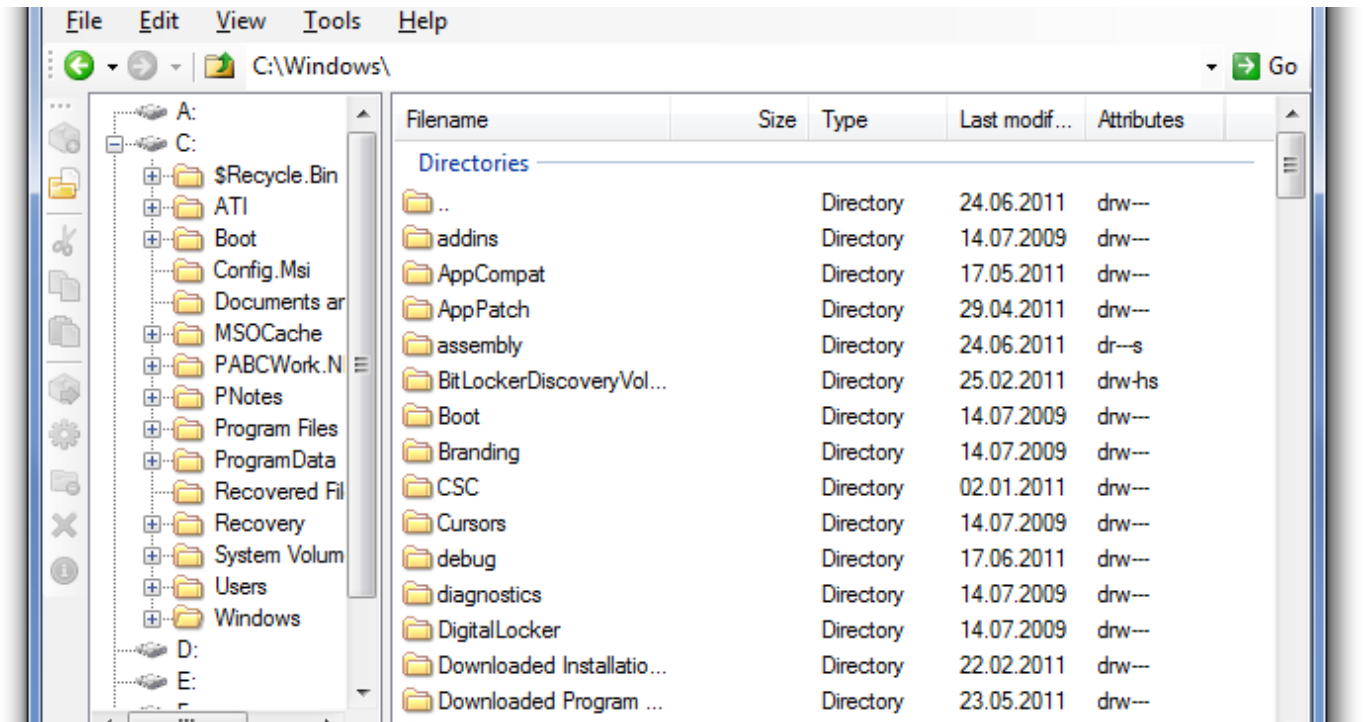 File Edit View Tools Help
C:\Windows\ Go
A:
C:
$Recycle.Bin
ATI
Boot
Config.Msi
Documents ar
MSOCache
PABCWork.N
PNotes
Program Files
ProgramData
Recovered Fil
Recovery
System Volum
Users
Windows
D:
E:
Filename Size Type Last modif... Attributes
Directories
.. Directory 24.06.2011 drw---
addins Directory 14.07.2009 drw---
AppCompat Directory 17.05.2011 drw---
AppPatch Directory 29.04.2011 drw---
assembly Directory 24.06.2011 dr---s
BitLockerDiscoveryVol... Directory 25.02.2011 drw-hs
Boot Directory 14.07.2009 drw---
Branding Directory 14.07.2009 drw---
CSC Directory 02.01.2011 drw---
Cursors Directory 14.07.2009 drw---
debug Directory 17.06.2011 drw---
diagnostics Directory 14.07.2009 drw---
DigitalLocker Directory 14.07.2009 drw---
Downloaded Installatio... Directory 22.02.2011 drw---
Downloaded Program ... Directory 23.05.2011 drw---